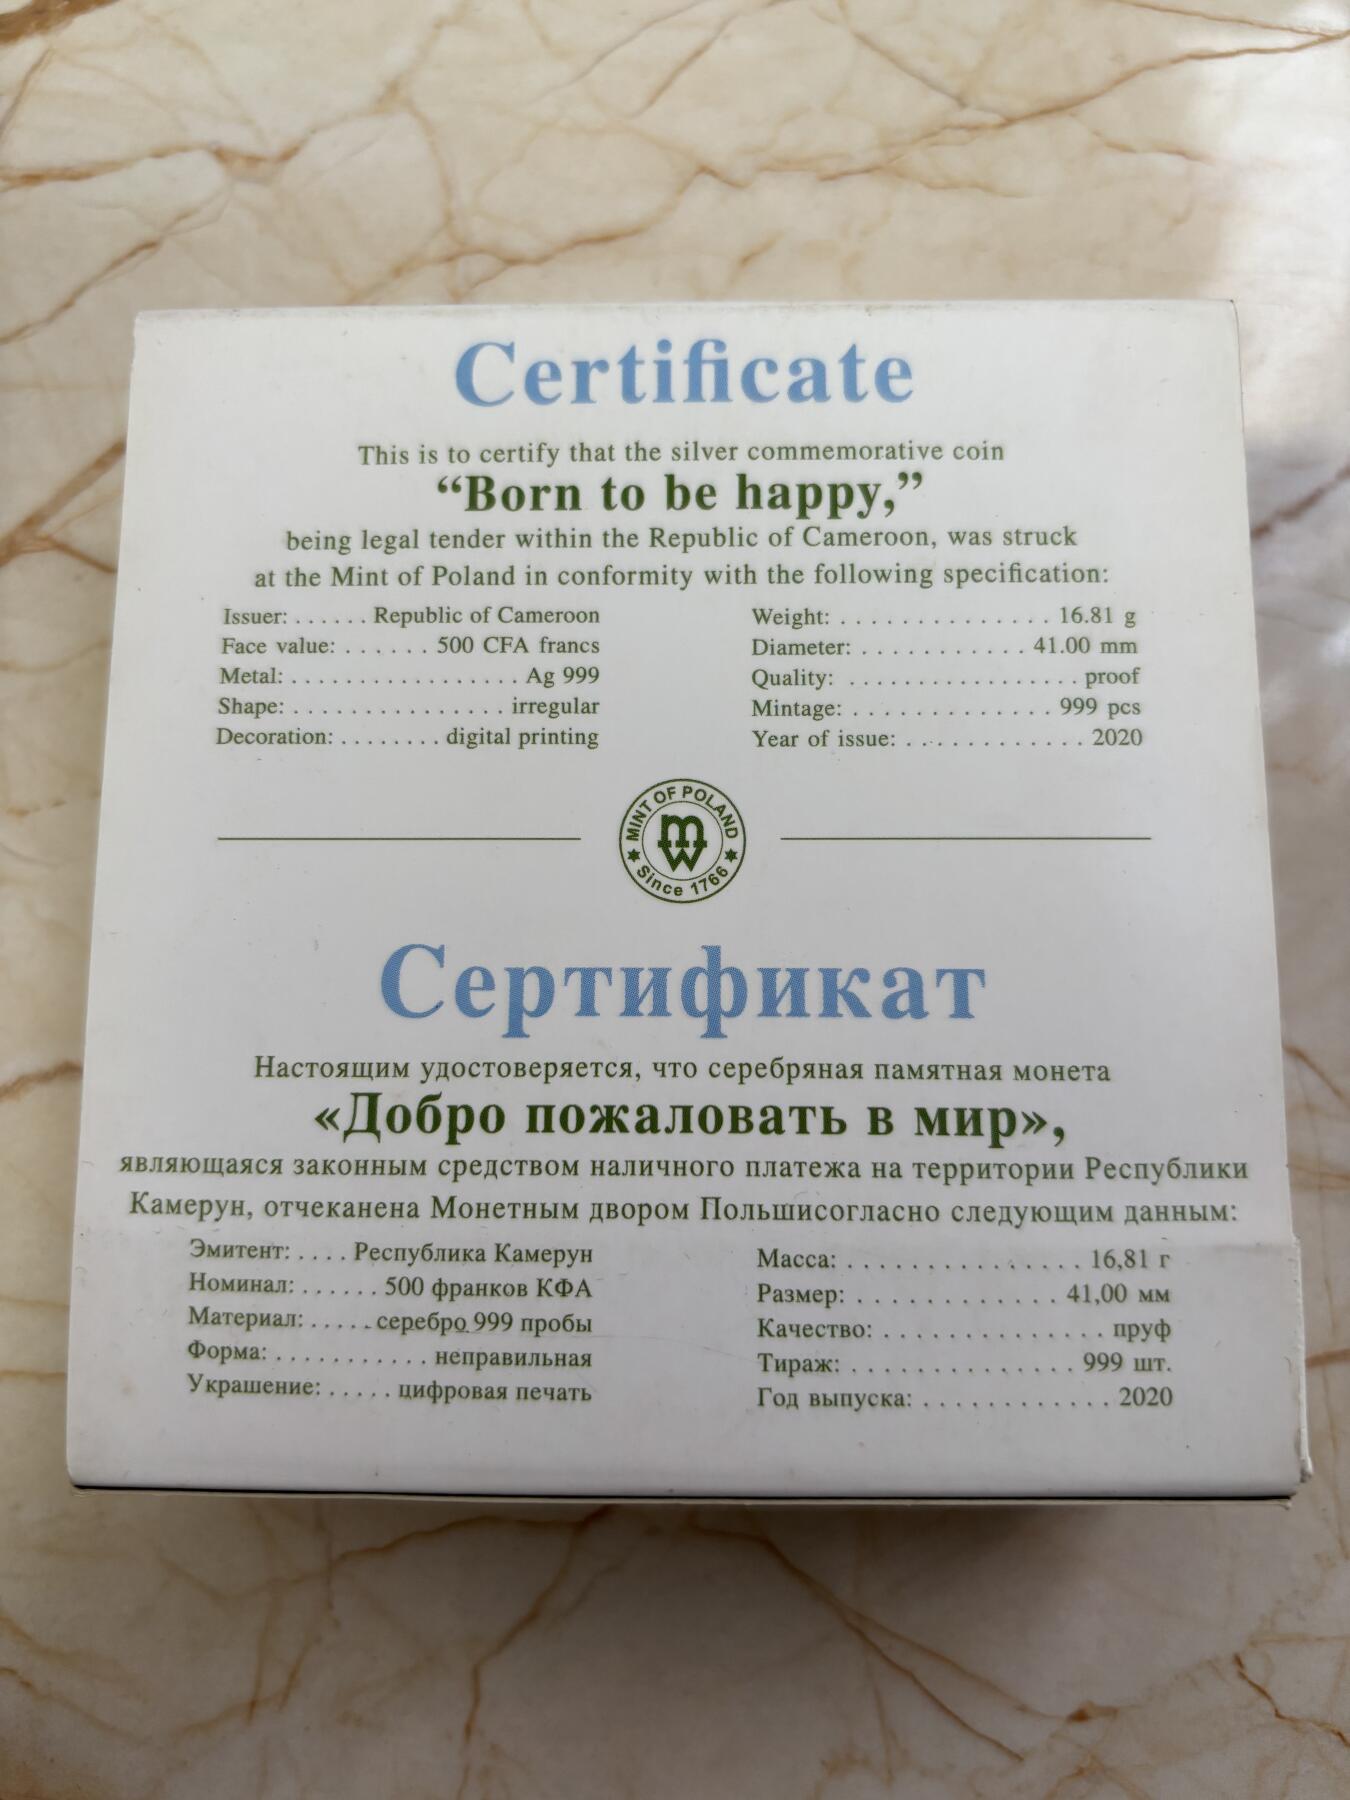 Certificate
This is to certify that the silver commemorative coin
“Born to be happy,”
being legal tender within the Republic of Cameroon, was struck
at the Mint of Poland in conformity with the following specification:
Issuer: . . . . . . Republic of Cameroon
Face value: . . . . . . 500 CFA francs
Metal: . . . . . . . . . . . . . . . . . Ag 999
Shape: . . . . . . . . . . . . . . . irregular
Decoration: . . . . . . . . digital printing
Weight: . . . . . . . . . . . . . . 16.81 g
Diameter: . . . . . . . . . . . 41.00 mm
Quality: . . . . . . . . . . . . . . . . proof
Mintage: . . . . . . . . . . . . . 999 pcs
Year of issue: . . . . . . . . . . . . 2020
MINT OF POLAND
mw
Since 1766
Сертификат
Настоящим удостоверяется, что серебряная памятная монета
«Добро пожаловать в мир»,
являющаяся законным средством наличного платежа на территории Республики
Камерун, отчеканена Монетным двором Польшисогласно следующим данным:
Эмитент: . . . . Республика Камерун
Номинал: . . . . . . 500 франков КФА
Материал: . . . . . серебро 999 пробы
Форма: . . . . . . . . . . . неправильная
Украшение: . . . . . цифровая печать
Масса: . . . . . . . . . . . . . . . 16,81 г
Размер: . . . . . . . . . . . . 41,00 мм
Качество: . . . . . . . . . . . . . . пруф
Тираж: . . . . . . . . . . . . . . 999 шт.
Год выпуска: . . . . . . . . . . . . 2020